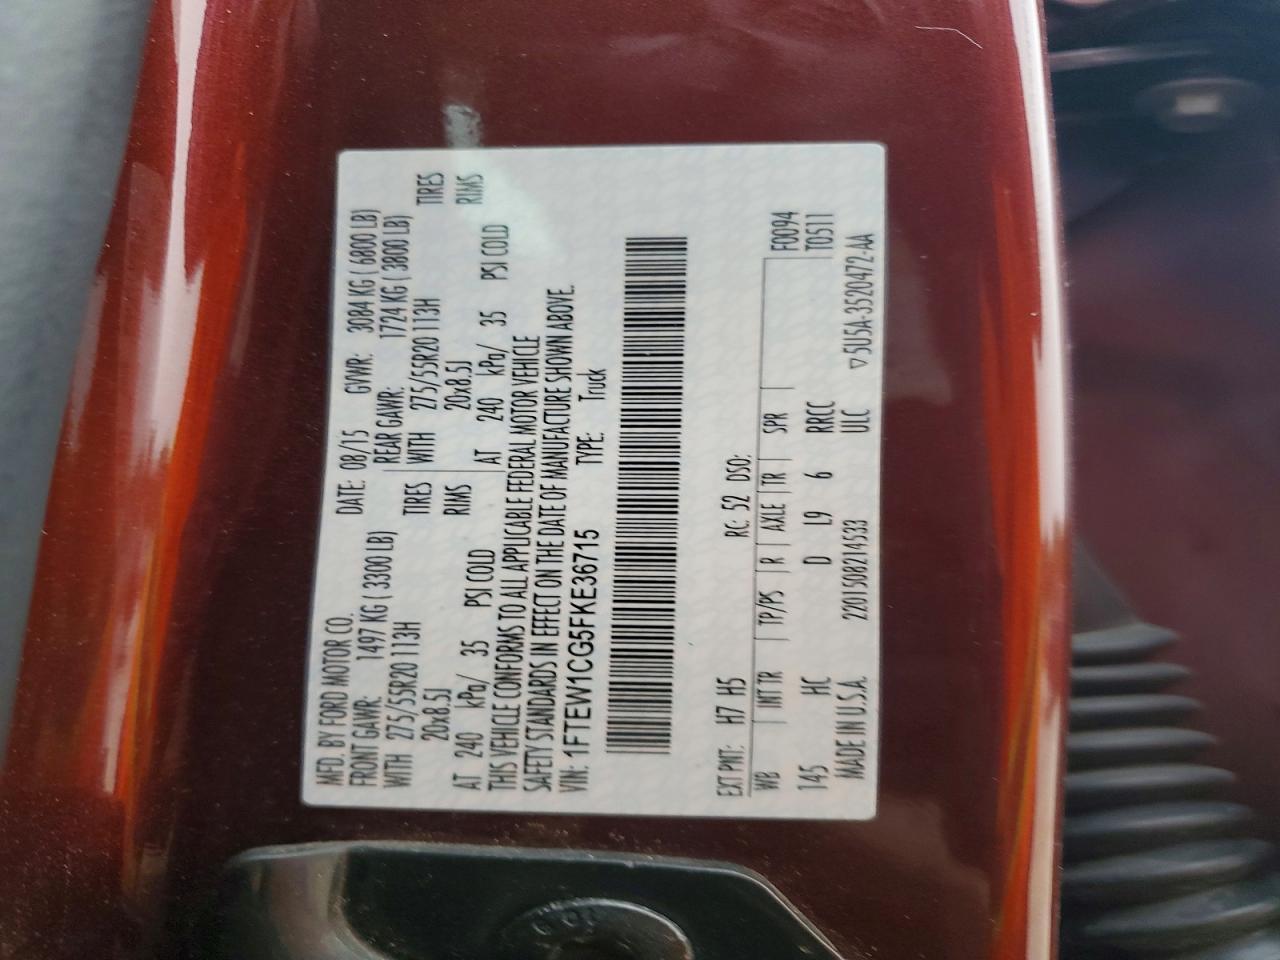 MFD. BY FORD MOTOR CO. DATE: 08/15 GVWR: 3084 KG ( 6800 LB)
FRONT GAWR: 1497 KG ( 3300 LB) REAR GAWR: 1724 KG ( 3800 LB)
WITH 275/55R20 113H TIRES WITH 275/55R20 113H TIRES
20x8.5J RIMS 20x8.5J RIMS
AT 240 kPa/ 35 PSI COLD AT 240 kPa/ 35 PSI COLD
THIS VEHICLE CONFORMS TO ALL APPLICABLE FEDERAL MOTOR VEHICLE
SAFETY STANDARDS IN EFFECT ON THE DATE OF MANUFACTURE SHOWN ABOVE.
VIN: 1FTEW1CG5FKE36715 TYPE: Truck
EXT PNT: H7 H5 RC: 52 DSO:
WB INT TR TP/PS R AXLE TR SPR F0094
145 HC D L9 6 RRCC T0511
MADE IN U.S.A. 2201508214533 ULC ▽5U5A-3520472-AA